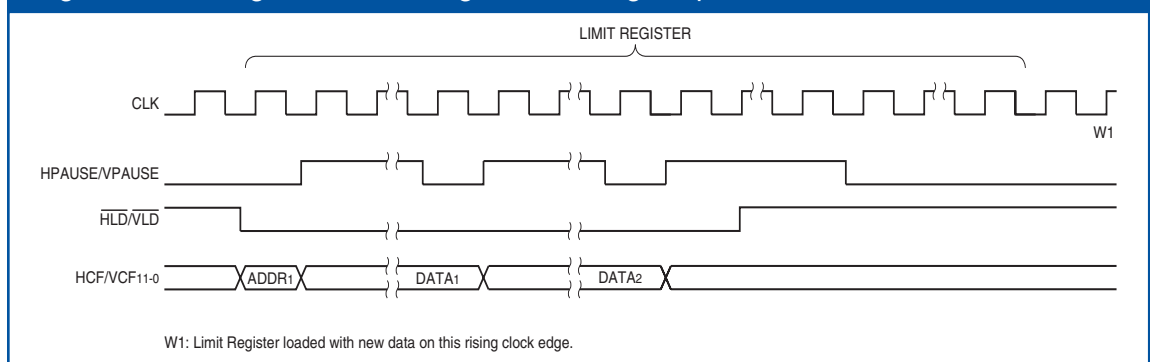 LIMIT REGISTER
CLK
W1
HPAUSE/VPAUSE
HLD/VLD
HCF/VCF11-0
ADDR1
DATA1
DATA2
W1: Limit Register loaded with new data on this rising clock edge.